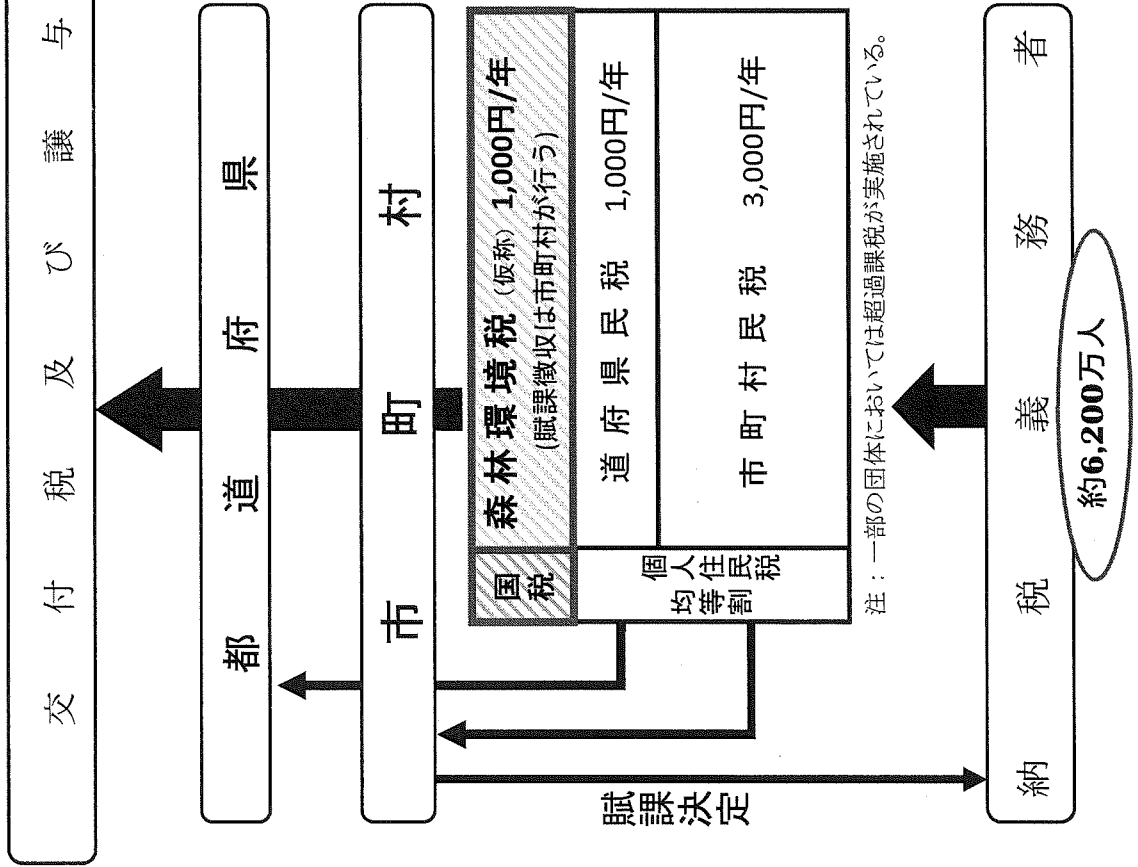 交付税及び譲与
都道府県
市町村
国税
森林環境税(仮称) 1,000円/年
(賦課徴収は市町村が行う)
個人住民税
均等割
道府県民税 1,000円/年
市町村民税 3,000円/年
注:一部の団体においては超過課税が実施されている。
賦課決定
納税義務者
約6,200万人